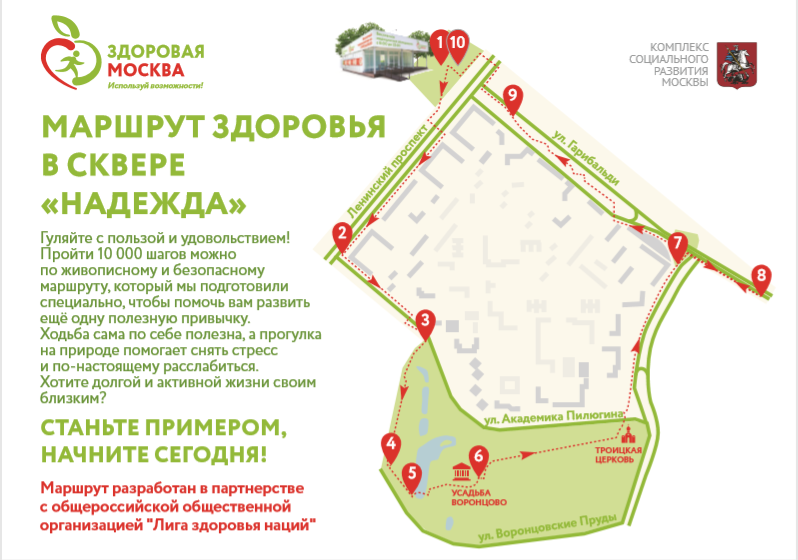 ЗДОРОВАЯ
МОСКВА
Используй возможности!
КОМПЛЕКС
СОЦИАЛЬНОГО
РАЗВИТИЯ
МОСКВЫ
МАРШРУТ ЗДОРОВЬЯ
В СКВЕРЕ
«НАДЕЖДА»
Гуляйте с пользой и удовольствием!
Пройти 10 000 шагов можно
по живописному и безопасному
маршруту, который мы подготовили
специально, чтобы помочь вам развить
ещё одну полезную привычку.
Ходьба сама по себе полезна, а прогулка
на природе помогает снять стресс
и по-настоящему расслабиться.
Хотите долгой и активной жизни своим
близким?
СТАНЬТЕ ПРИМЕРОМ,
НАЧНИТЕ СЕГОДНЯ!
Маршрут разработан в партнерстве
с общероссийской общественной
организацией "Лига здоровья наций"
1
10
9
ул. Гарибальди
Ленинский проспект
2
7
8
3
ул. Академика Пилюгина
4
5
6
ТРОИЦКАЯ
ЦЕРКОВЬ
УСАДЬБА
ВОРОНЦОВО
ул. Воронцовские Пруды